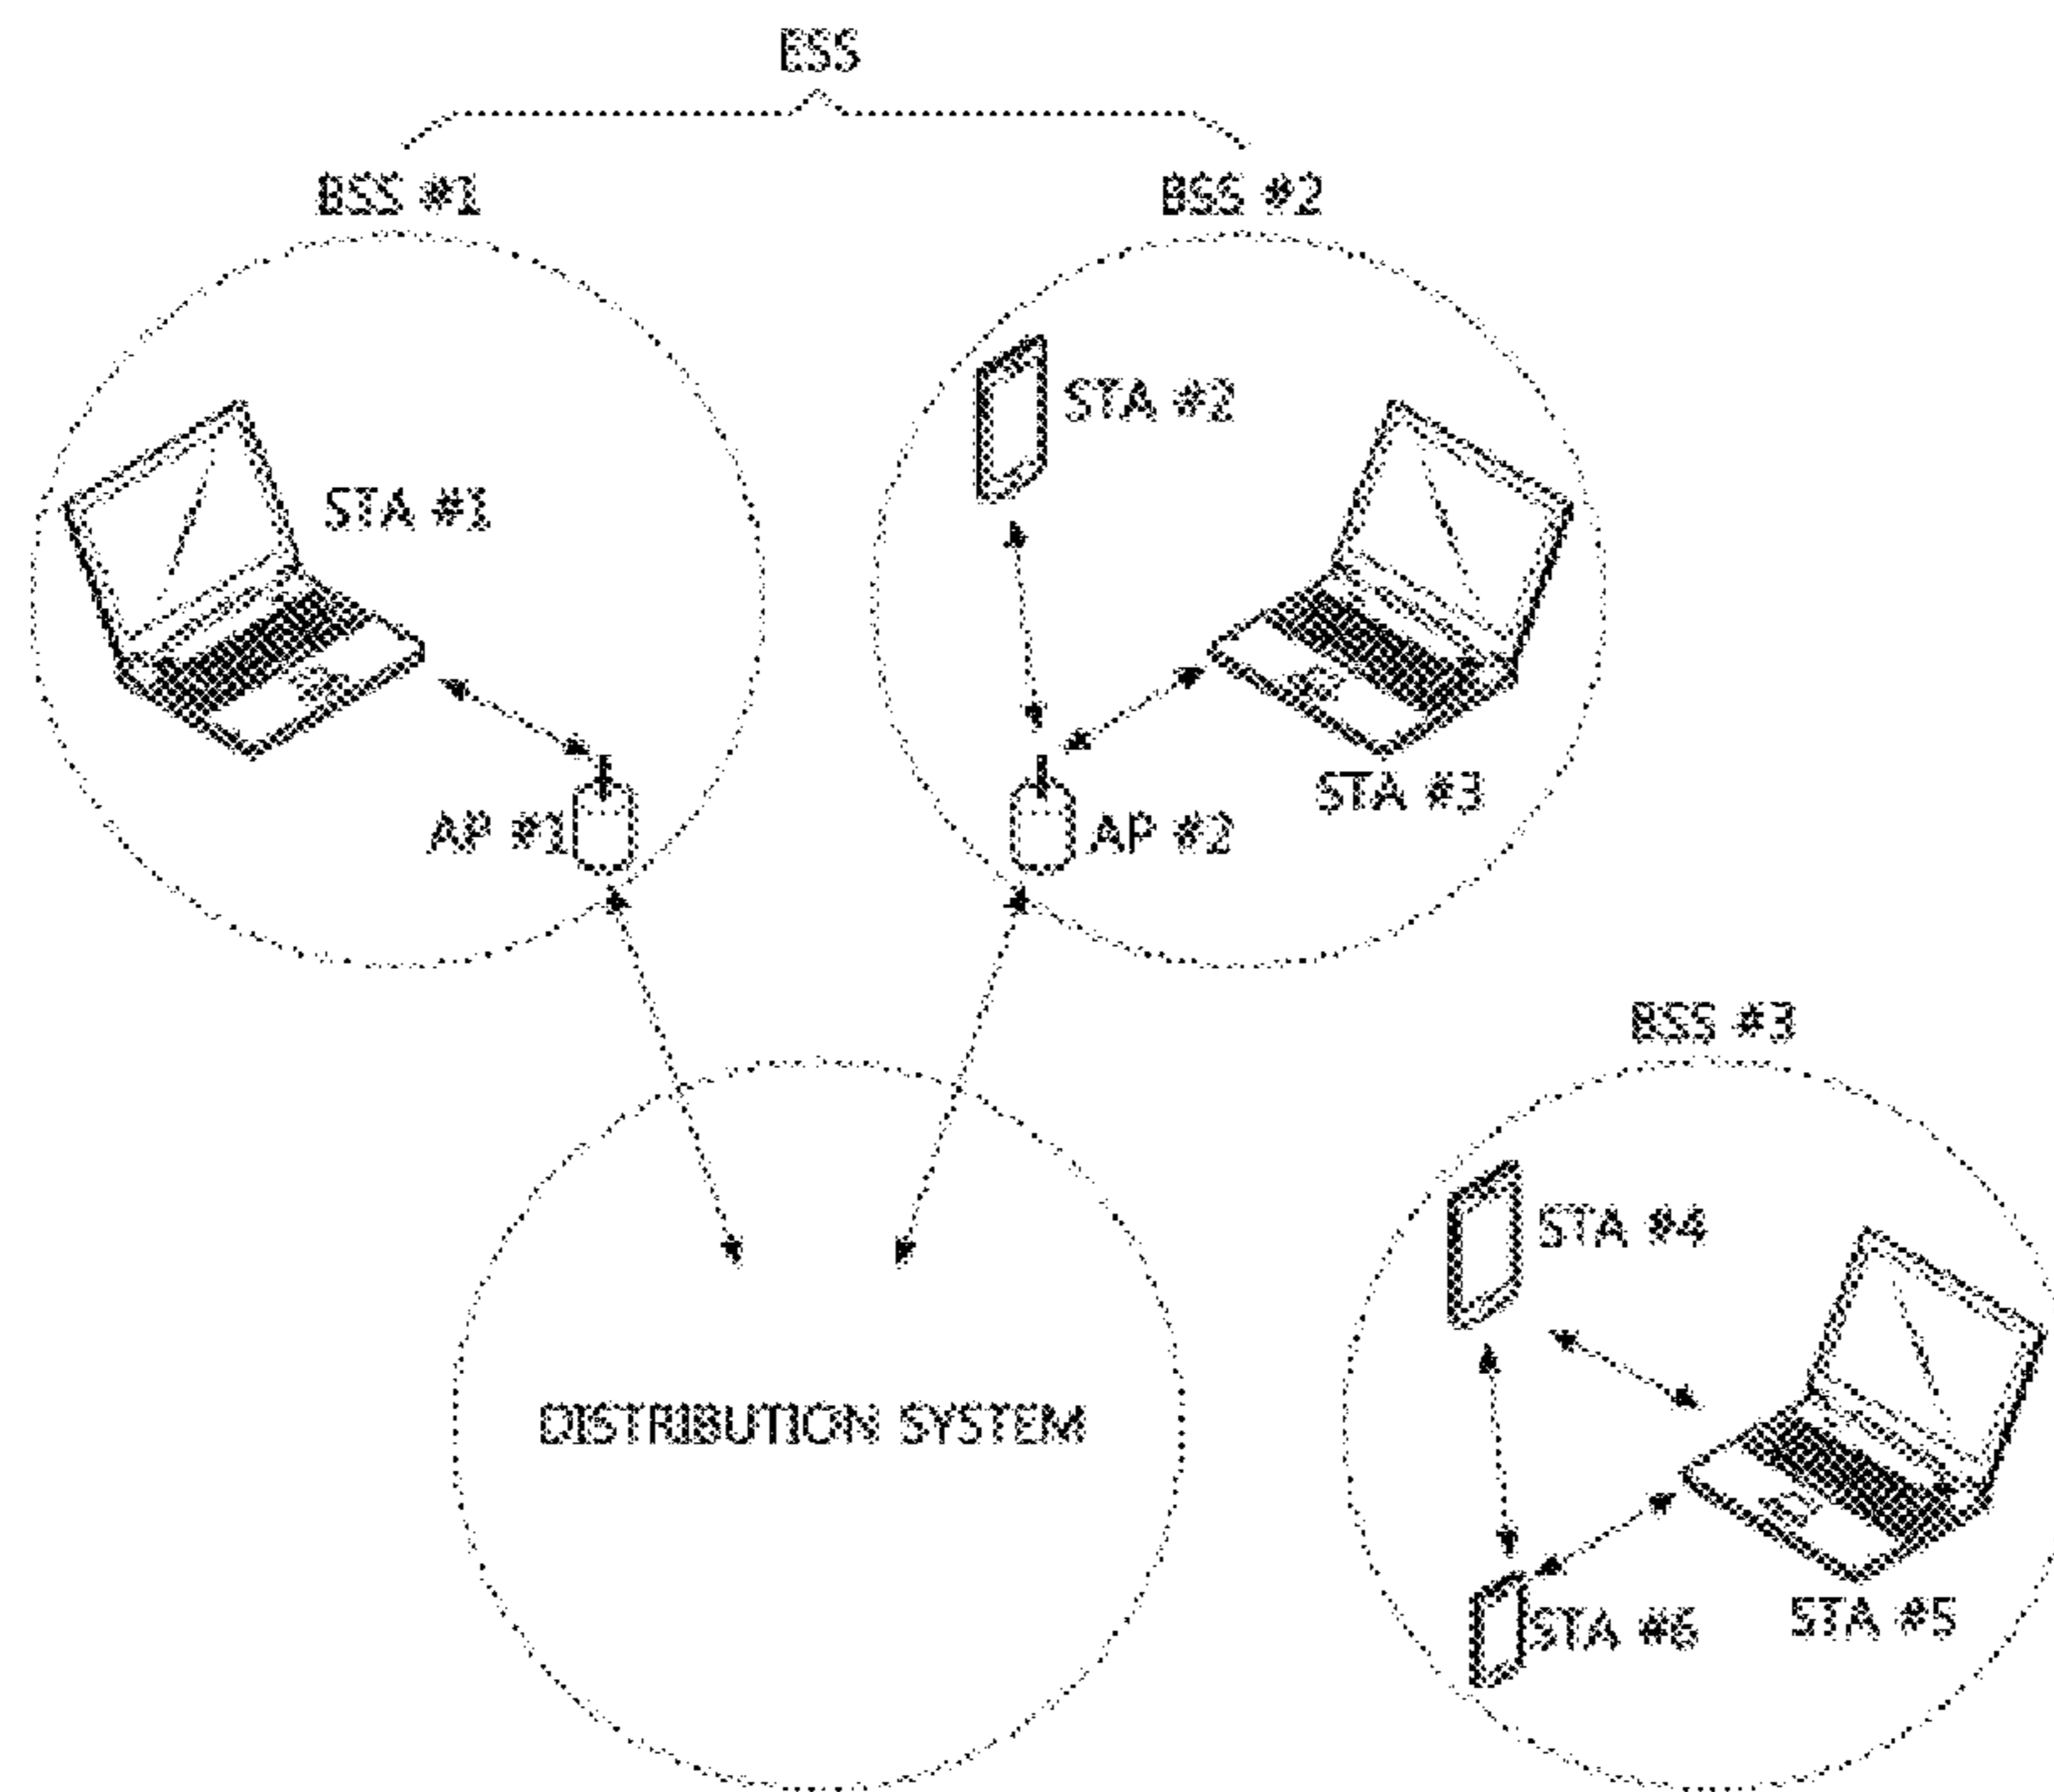 ESS
BSS #1
BSS #2
STA #2
STA #1
STA #3
AP #1
AP #2
BSS #3
STA #4
DISTRIBUTION SYSTEM
STA #6
STA #5